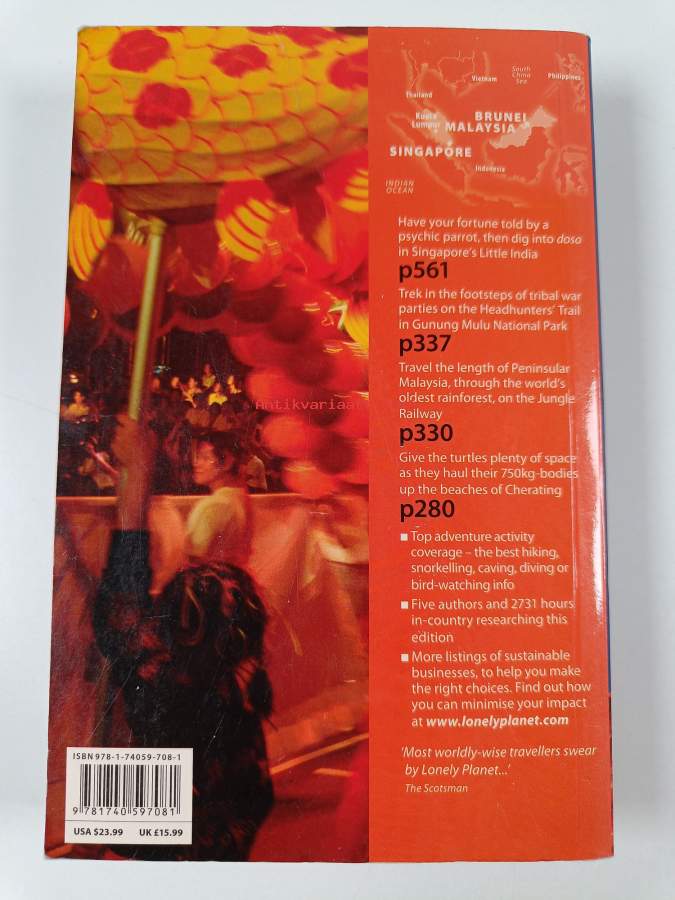 Vietnam
South
China
Sea
Philippines
Thailand
Kuala
Lumpur
BRUNEI
MALAYSIA
SINGAPORE
Indonesia
INDIAN
OCEAN
Have your fortune told by a
psychic parrot, then dig into dosa
in Singapore's Little India
p561
Trek in the footsteps of tribal war
parties on the Headhunters' Trail
in Gunung Mulu National Park
p337
Travel the length of Peninsular
Malaysia, through the world's
oldest rainforest, on the Jungle
Railway
p330
Give the turtles plenty of space
as they haul their 750kg-bodies
up the beaches of Cherating
p280
■ Top adventure activity
coverage – the best hiking,
snorkelling, caving, diving or
bird-watching info
■ Five authors and 2731 hours
in-country researching this
edition
■ More listings of sustainable
businesses, to help you make
the right choices. Find out how
you can minimise your impact
at www.lonelyplanet.com
'Most worldly-wise travellers swear
by Lonely Planet...'
The Scotsman
Antikvariaat
ISBN 978-1-74059-708-1
9 781740 597081
USA $23.99 UK £15.99